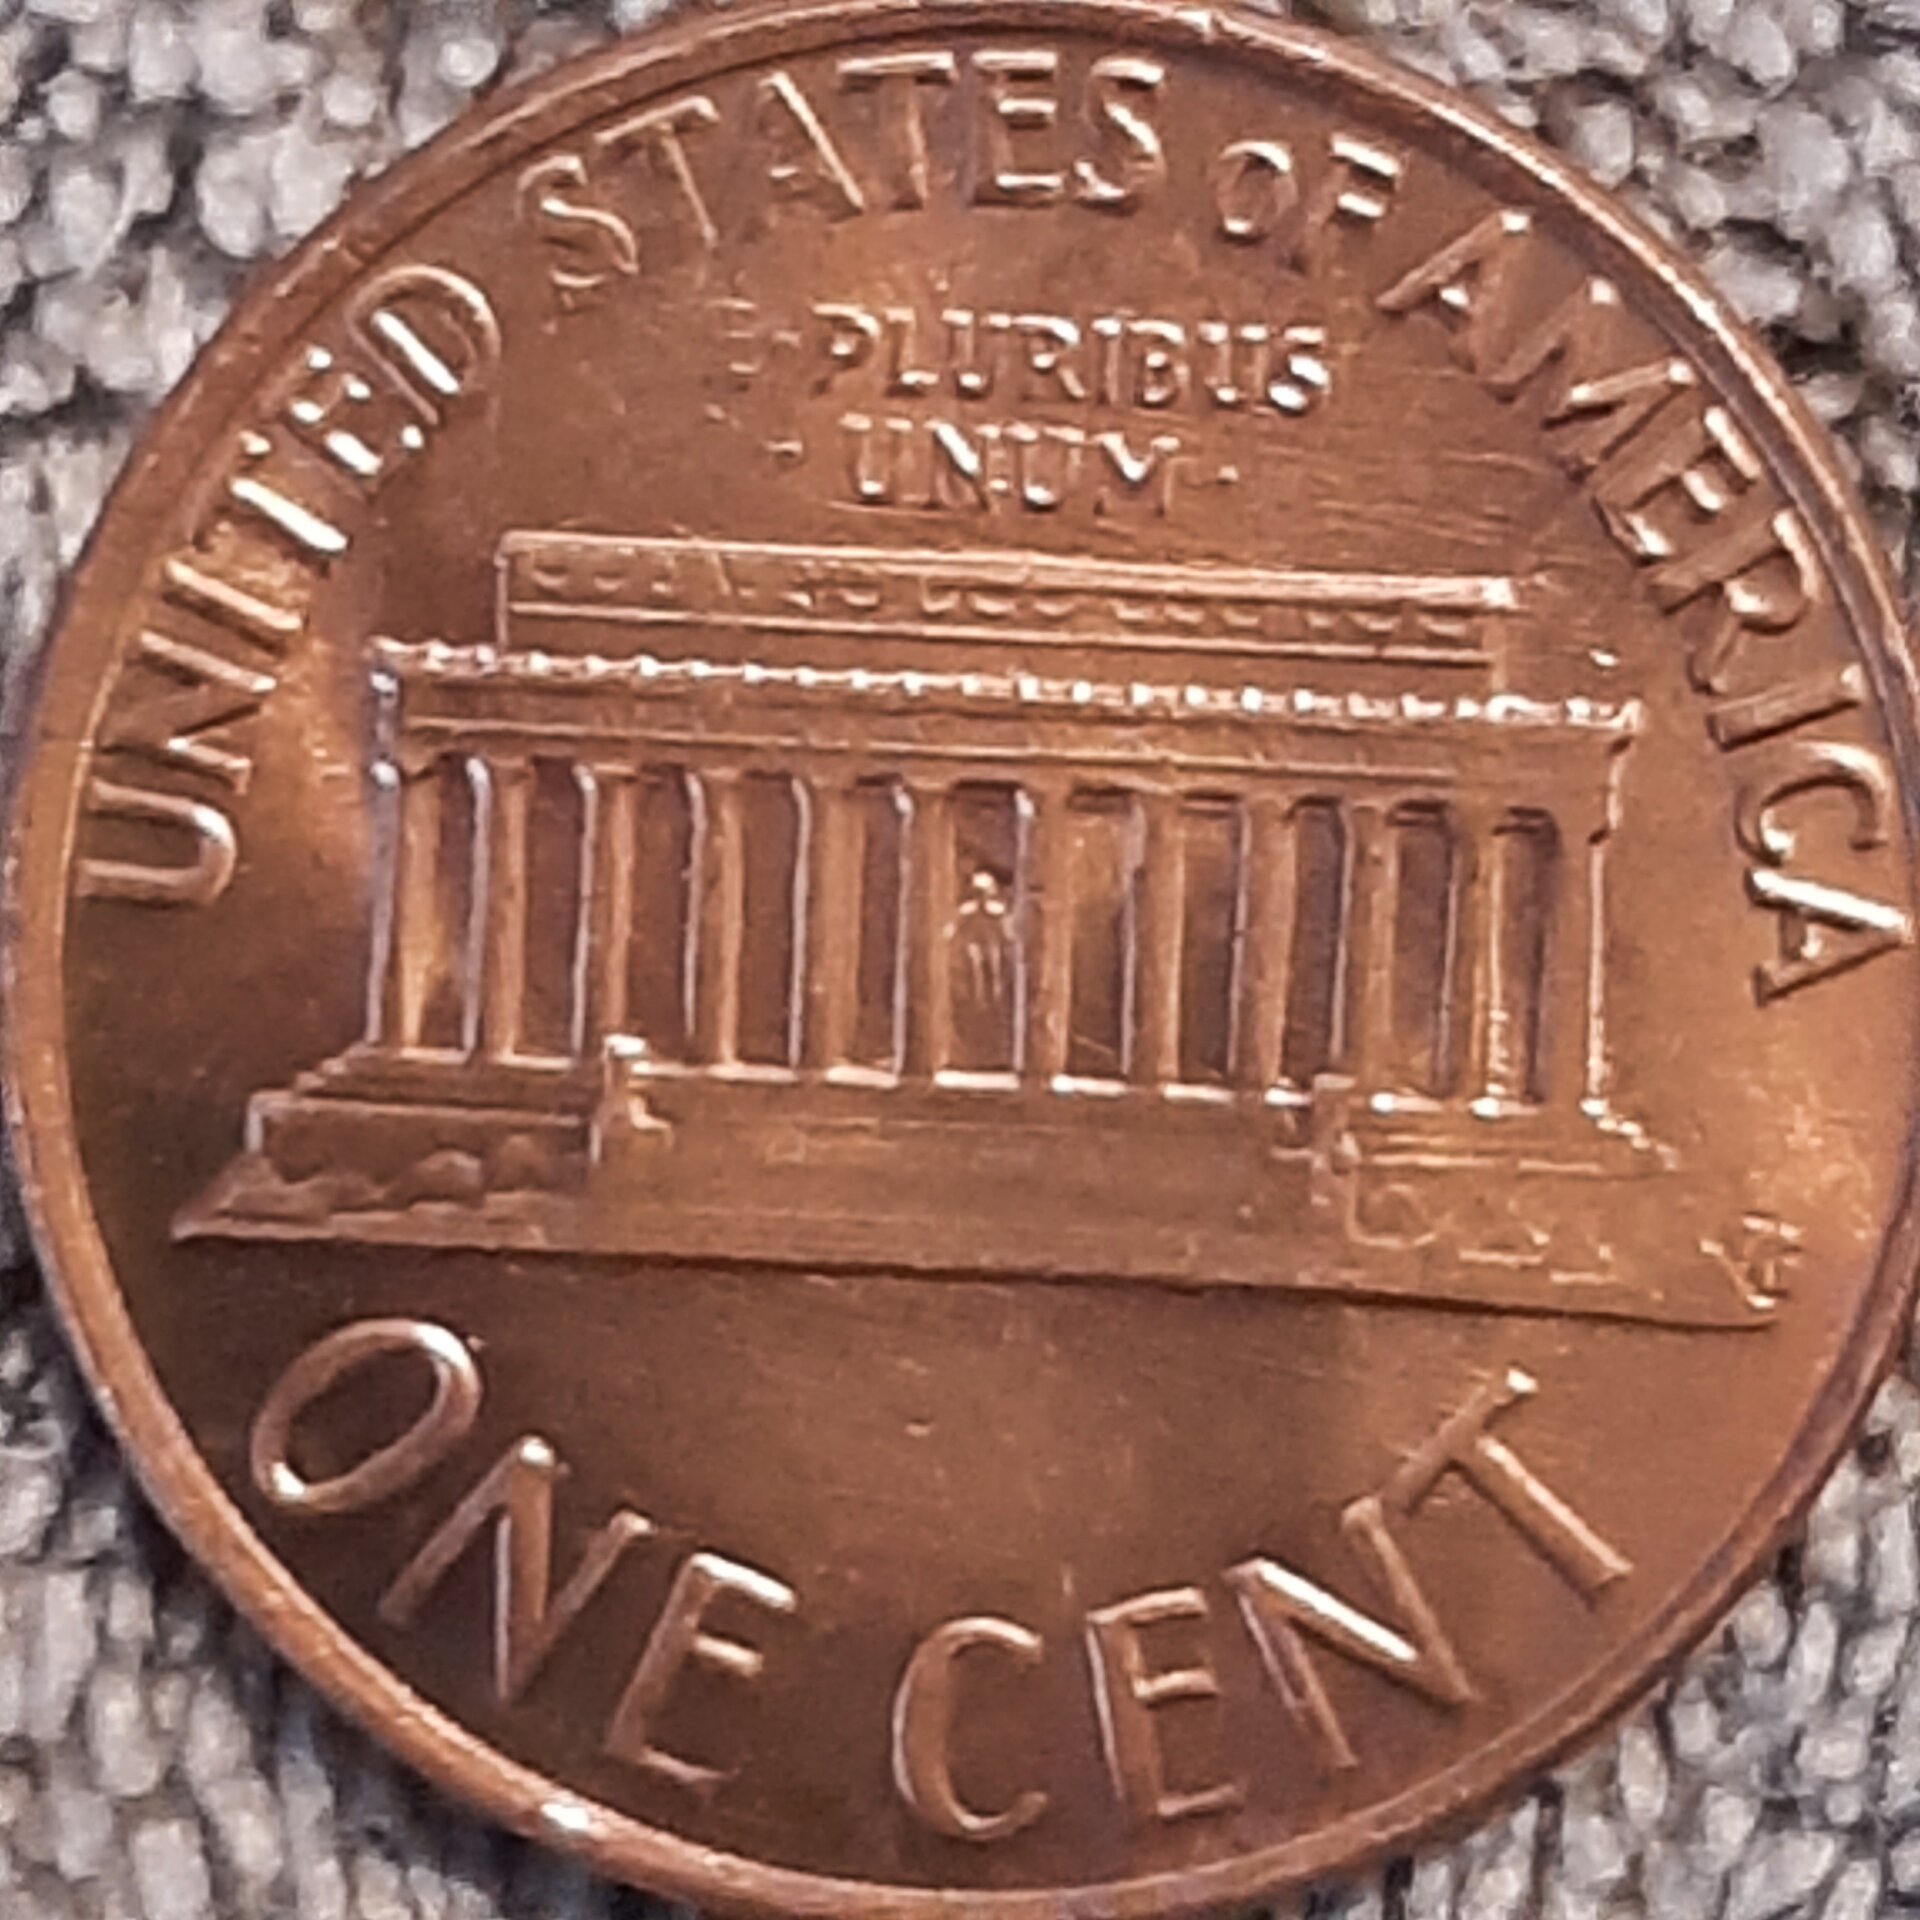 UNITED STATES OF AMERICA
E · PLURIBUS
· UNUM ·
ONE CENT